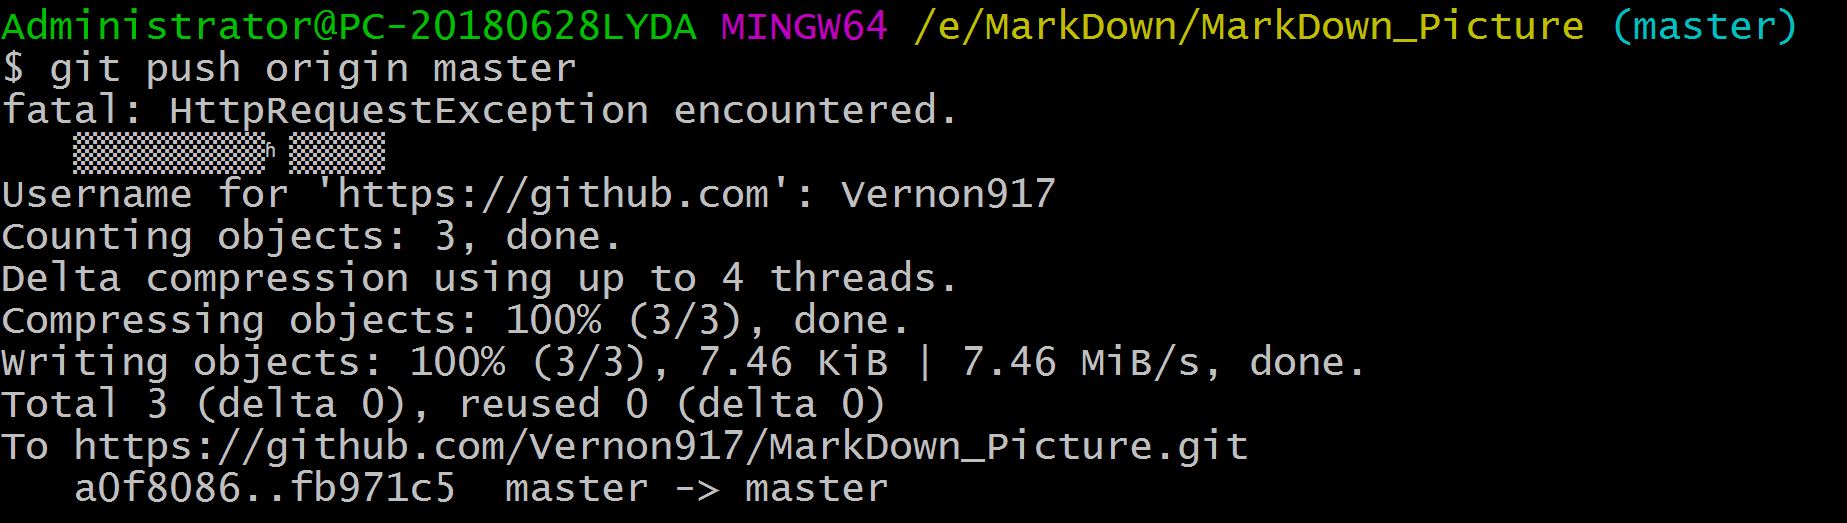 Administrator@PC-20180628LYDA MINGW64 /e/MarkDown/MarkDown_Picture (master)
$ git push origin master
fatal: HttpRequestException encountered.
Username for 'https://github.com': Vernon917
Counting objects: 3, done.
Delta compression using up to 4 threads.
Compressing objects: 100% (3/3), done.
Writing objects: 100% (3/3), 7.46 KiB | 7.46 MiB/s, done.
Total 3 (delta 0), reused 0 (delta 0)
To https://github.com/Vernon917/MarkDown_Picture.git
a0f8086..fb971c5  master -> master